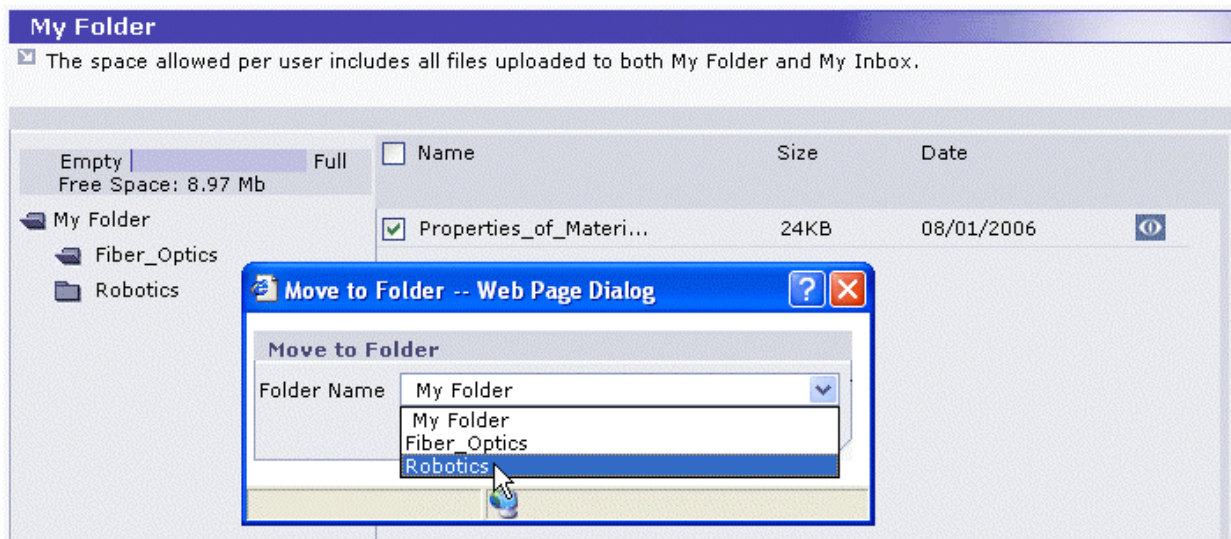 My Folder
The space allowed per user includes all files uploaded to both My Folder and My Inbox.
Empty Full
Free Space: 8.97 Mb
Name Size Date
My Folder
Properties_of_Materi... 24KB 08/01/2006
Fiber_Optics
Robotics
Move to Folder -- Web Page Dialog
Move to Folder
Folder Name My Folder
My Folder
Fiber_Optics
Robotics